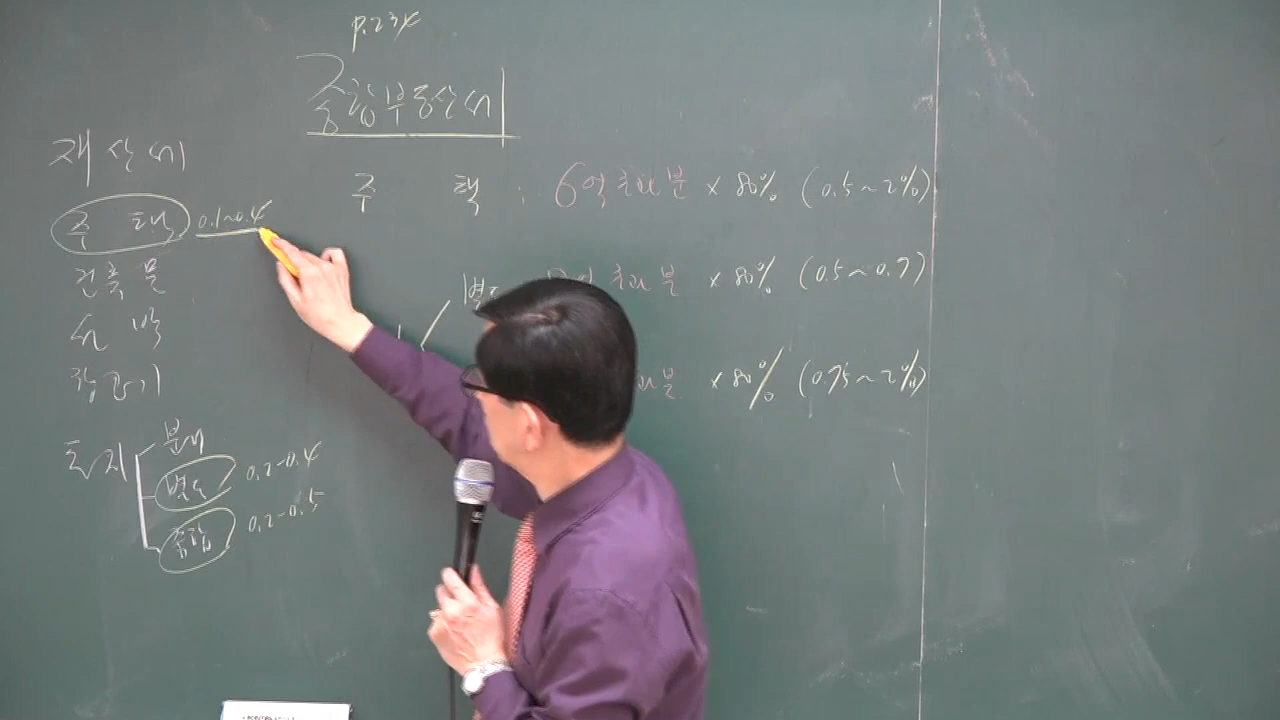 P.234
종합부동산세
재산세
주 택 : 6억 초과분 × 80% (0.5~2%)
주 택 0.1~0.4
건축물
별도 초과분 × 80% (0.5~0.7)
선 박
항공기
과분 × 80% (0.75~2%)
토지
분리
별도 0.2-0.4
종합 0.2-0.5